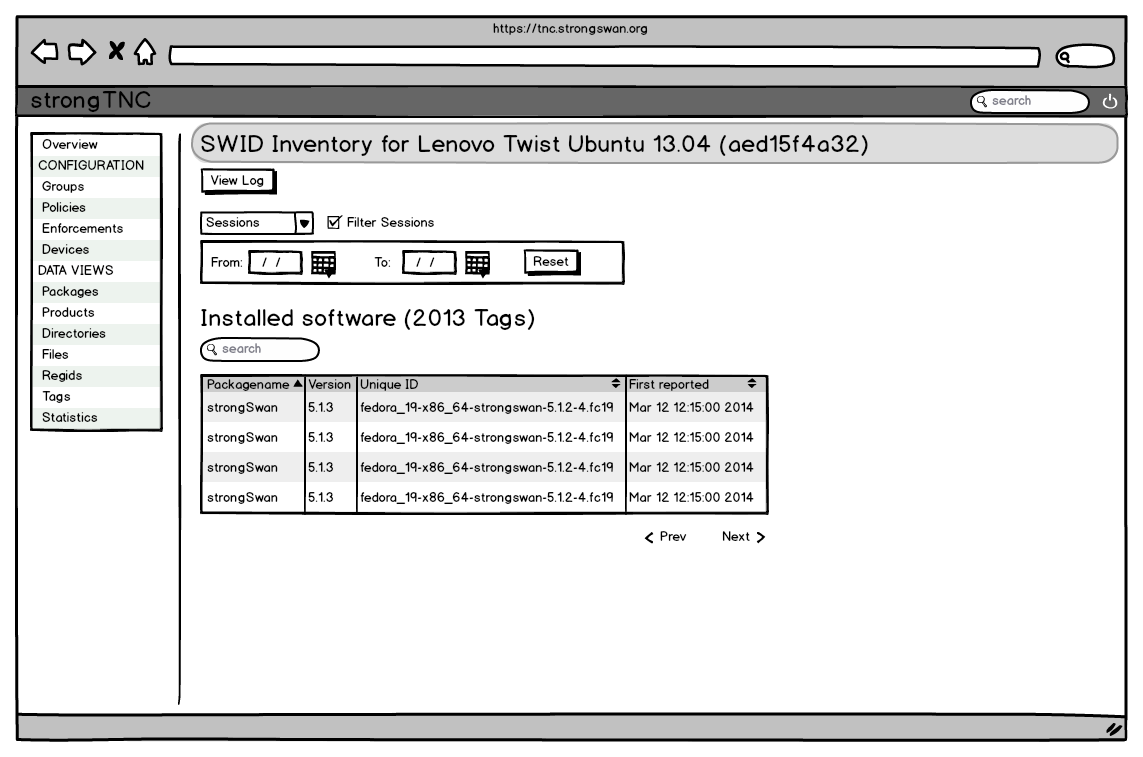 https://tnc.strongswan.org
strongTNC
search
Overview
CONFIGURATION
Groups
Policies
Enforcements
Devices
DATA VIEWS
Packages
Products
Directories
Files
Regids
Tags
Statistics
SWID Inventory for Lenovo Twist Ubuntu 13.04 (aed15f4a32)
View Log
Sessions Filter Sessions
From: / / To: / / Reset
Installed software (2013 Tags)
search
Packagename Version Unique ID First reported
strongSwan 5.1.3 fedora_19-x86_64-strongswan-5.1.2-4.fc19 Mar 12 12:15:00 2014
strongSwan 5.1.3 fedora_19-x86_64-strongswan-5.1.2-4.fc19 Mar 12 12:15:00 2014
strongSwan 5.1.3 fedora_19-x86_64-strongswan-5.1.2-4.fc19 Mar 12 12:15:00 2014
strongSwan 5.1.3 fedora_19-x86_64-strongswan-5.1.2-4.fc19 Mar 12 12:15:00 2014
Prev Next